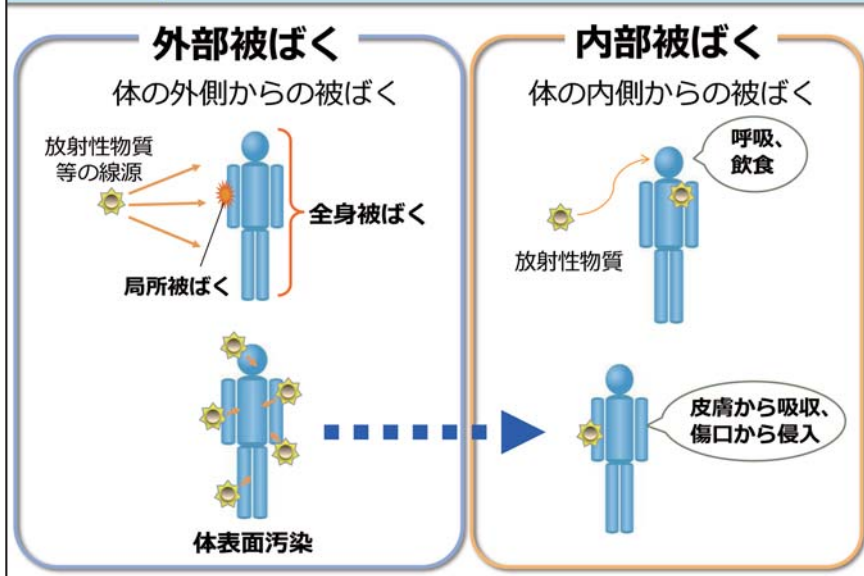 外部被ばく
体の外側からの被ばく
放射性物質
等の線源
全身被ばく
局所被ばく
体表面汚染
内部被ばく
体の内側からの被ばく
呼吸、
飲食
放射性物質
皮膚から吸収、
傷口から侵入